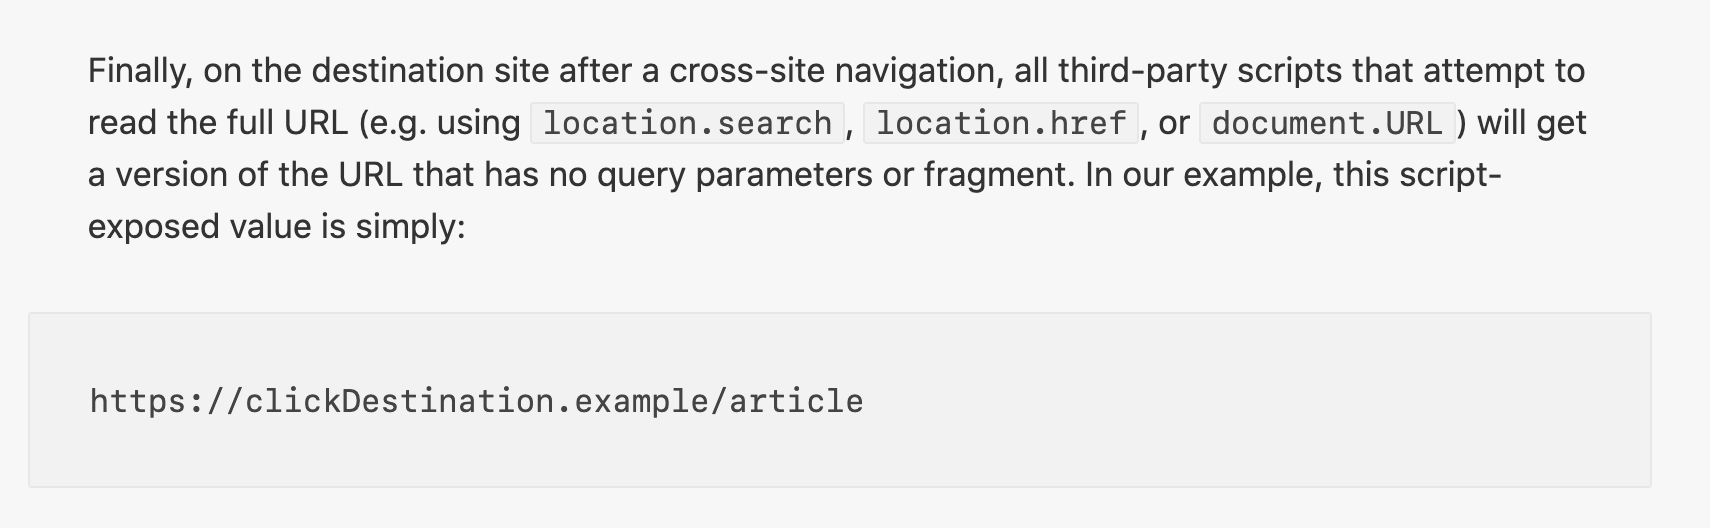 Finally, on the destination site after a cross-site navigation, all third-party scripts that attempt to
read the full URL (e.g. using location.search, location.href, or document.URL) will get
a version of the URL that has no query parameters or fragment. In our example, this script-
exposed value is simply:
https://clickDestination.example/article